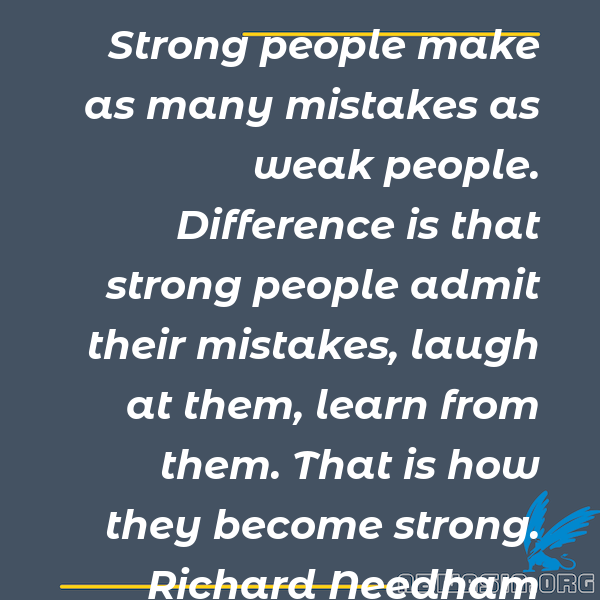 Strong people make
as many mistakes as
weak people.
Difference is that
strong people admit
their mistakes, laugh
at them, learn from
them. That is how
they become strong.
Richard Needham